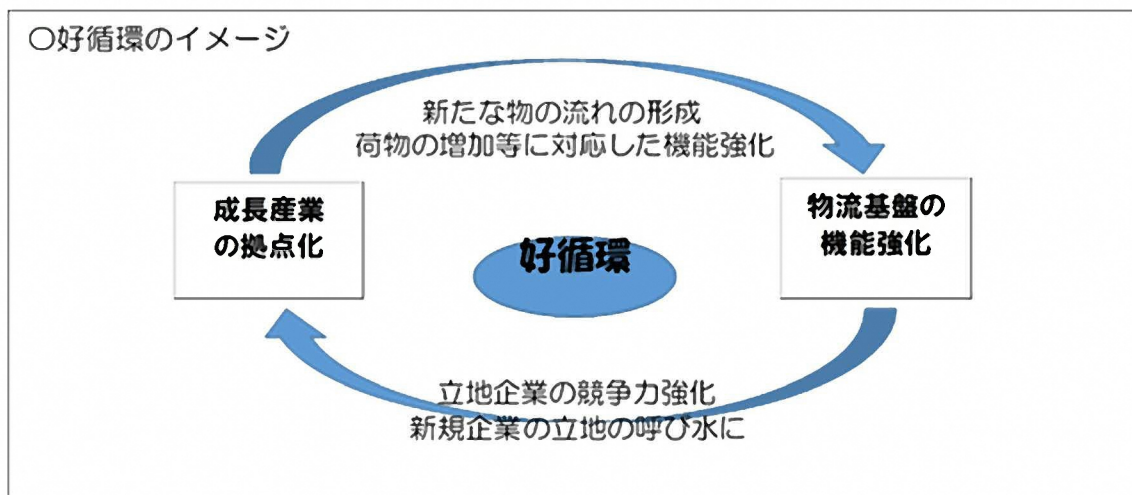 〇好循環のイメージ
新たな物の流れの形成
荷物の増加等に対応した機能強化
成長産業
の拠点化
物流基盤の
機能強化
好循環
立地企業の競争力強化
新規企業の立地の呼び水に